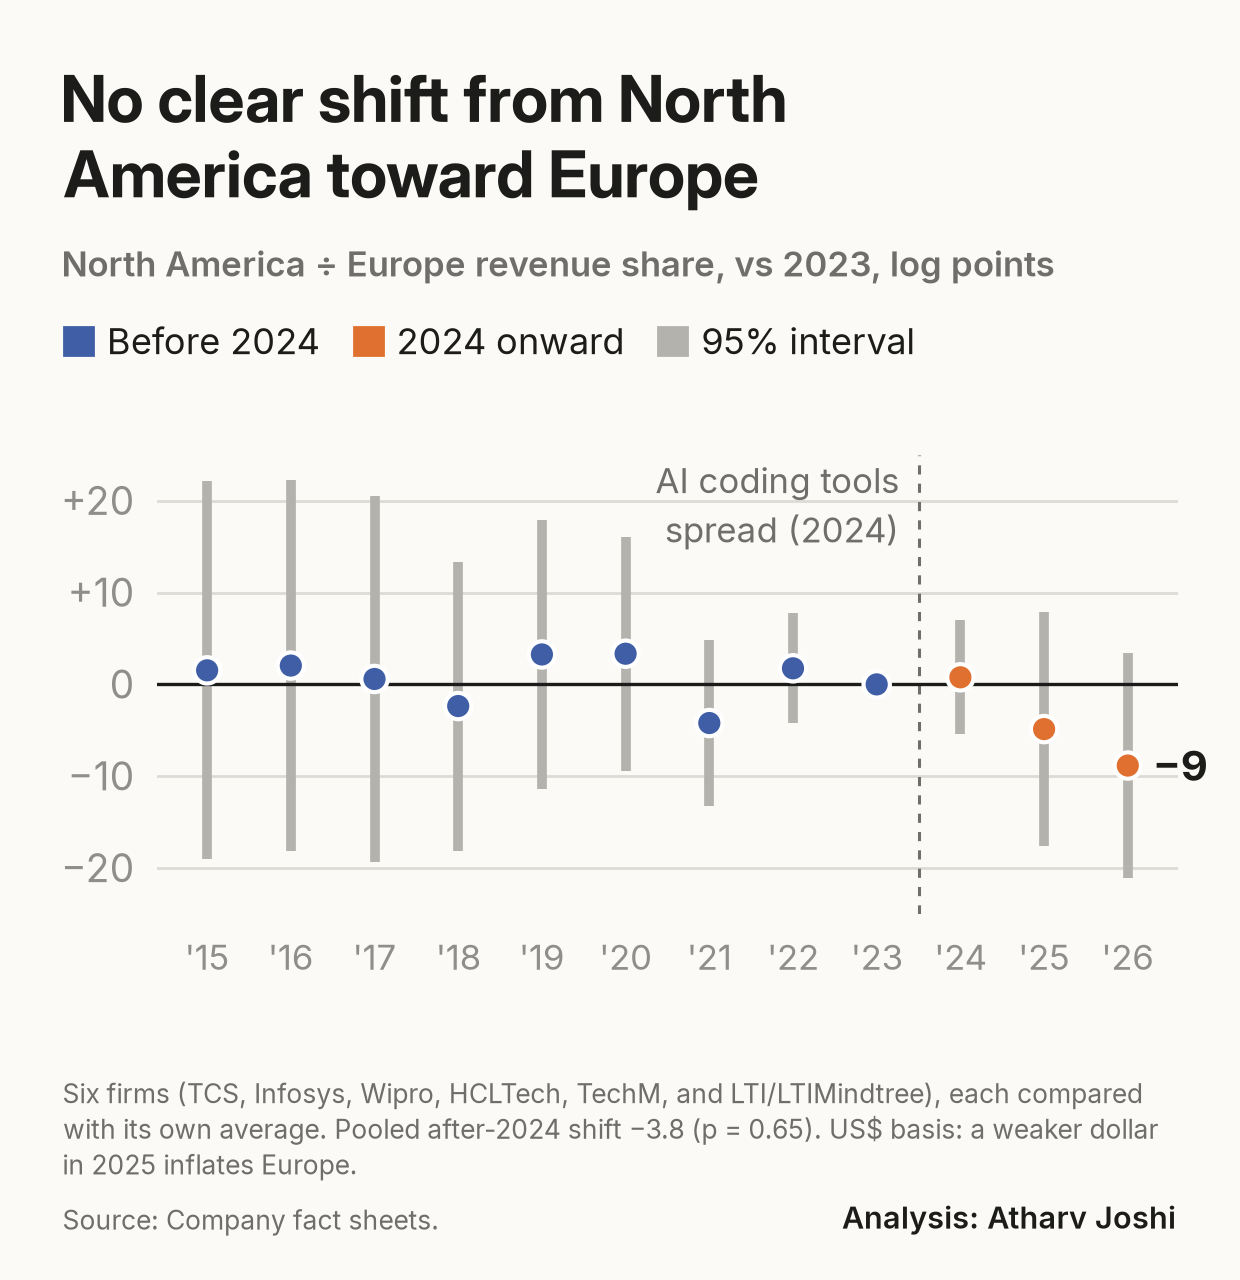 No clear shift from North
America toward Europe
North America ÷ Europe revenue share, vs 2023, log points
Before 2024 2024 onward 95% interval
AI coding tools
spread (2024)
+20
+10
0
−10
−20
−9
'15 '16 '17 '18 '19 '20 '21 '22 '23 '24 '25 '26
Six firms (TCS, Infosys, Wipro, HCLTech, TechM, and LTI/LTIMindtree), each compared
with its own average. Pooled after-2024 shift −3.8 (p = 0.65). US$ basis: a weaker dollar
in 2025 inflates Europe.
Source: Company fact sheets.
Analysis: Atharv Joshi